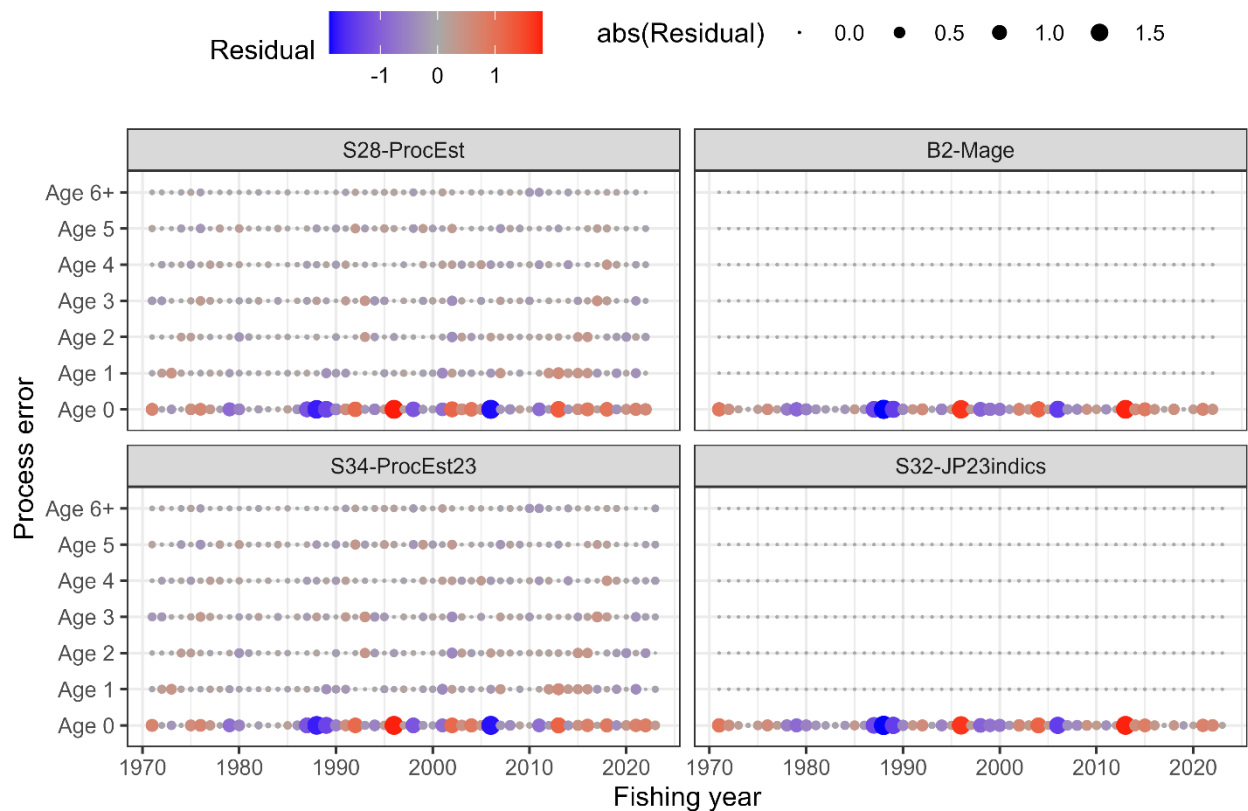 Residual
-1 0 1
abs(Residual) 0.0 0.5 1.0 1.5
S28-ProcEst B2-Mage
Age 6+
Age 5
Age 4
Age 3
Age 2
Age 1
Age 0
S34-ProcEst23 S32-JP23indics
Age 6+
Age 5
Age 4
Age 3
Age 2
Age 1
Age 0
Process error
1970 1980 1990 2000 2010 2020 1970 1980 1990 2000 2010 2020
Fishing year